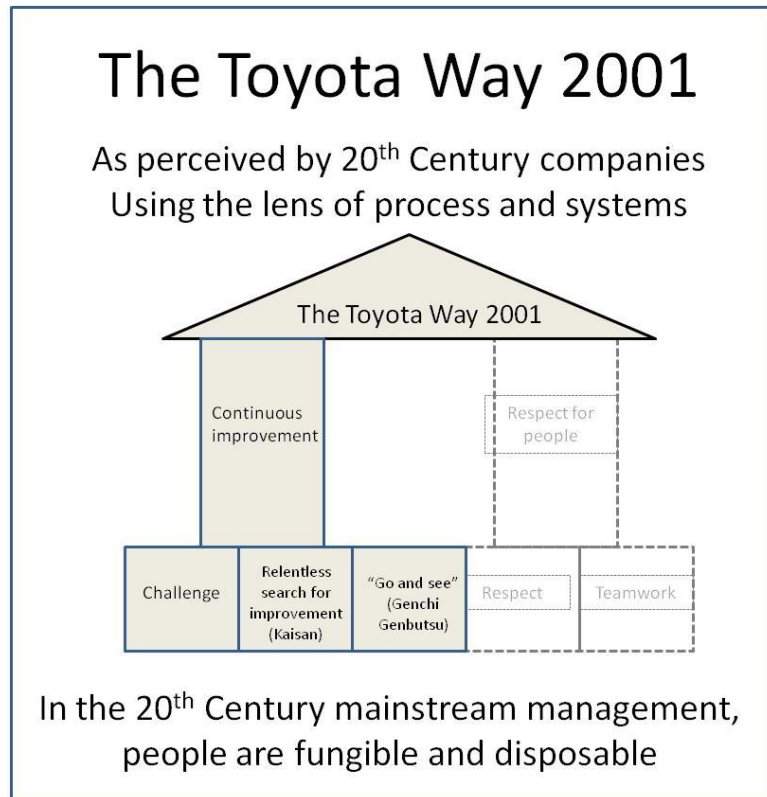 The Toyota Way 2001
As perceived by 20th Century companies
Using the lens of process and systems
The Toyota Way 2001
Continuous
improvement
Respect for
people
Challenge
Relentless
search for
improvement
(Kaisan)
“Go and see”
(Genchi
Genbutsu)
Respect
Teamwork
In the 20th Century mainstream management,
people are fungible and disposable